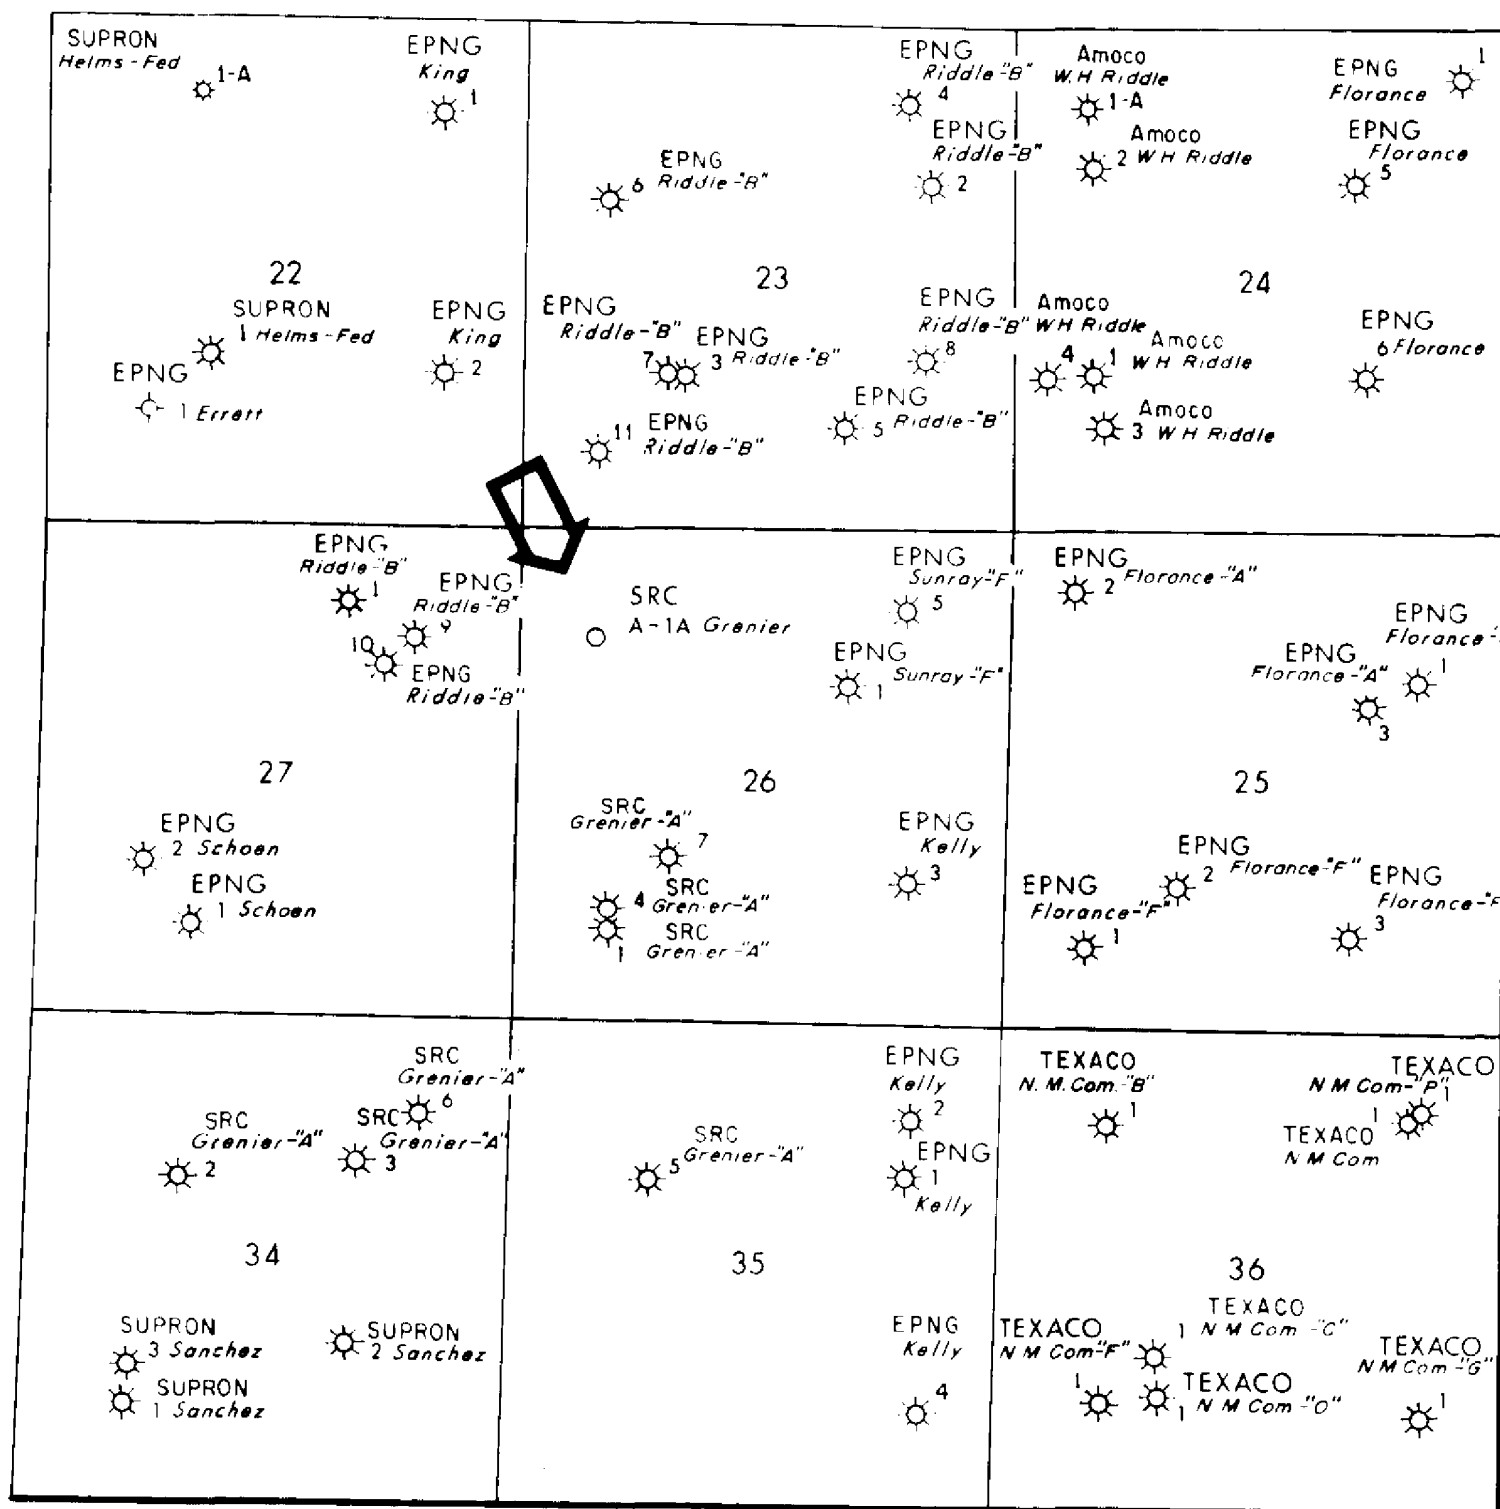 SUPRON
Helms-Fed
1-A
EPNG
King
1
SUPRON
1 Helms-Fed
22
EPNG
King
2
EPNG
1 Errett
EPNG
Riddle-"B"
4
EPNG
Riddle-"B"
2
EPNG
6 Riddle-"B"
23
EPNG
Riddle-"B"
7
EPNG
3 Riddle-"B"
EPNG
Riddle-"B"
8
EPNG
5 Riddle-"B"
11 EPNG
Riddle-"B"
Amoco
W.H Riddle
1-A
Amoco
2 WH Riddle
EPNG
Florance
1
EPNG
Florance
5
24
Amoco
WH Riddle
4
Amoco
1 WH Riddle
Amoco
3 WH Riddle
EPNG
6 Florance
EPNG
Riddle-"B"
1
EPNG
Riddle-"B"
9
10
EPNG
Riddle-"B"
27
EPNG
2 Schoen
EPNG
1 Schoen
SRC
A-1A Grenier
EPNG
Sunray-"F"
5
EPNG
Sunray-"F"
1
26
SRC
Grenier-"A"
7
SRC
4 Grenier-"A"
SRC
1 Grenier-"A"
EPNG
Kelly
3
EPNG
2 Florance-"A"
EPNG
Florance-
1
EPNG
Florance-"A"
3
25
EPNG
2 Florance-"F"
EPNG
Florance-"F"
1
EPNG
Florance-"F
3
SRC
Grenier-"A"
6
SRC
Grenier-"A"
2
SRC
Grenier-"A"
3
34
SUPRON
3 Sanchez
SUPRON
1 Sanchez
SUPRON
2 Sanchez
EPNG
Kelly
2
EPNG
1
Kelly
SRC
5 Grenier-"A"
35
EPNG
Kelly
4
TEXACO
N. M. Com.-"B"
1
TEXACO
N M Com-"P"
1
1
TEXACO
N M Com
36
TEXACO
1 N M Com-"C"
TEXACO
N M Com-"F"
1
TEXACO
1 N M Com-"O"
TEXACO
N M Com-"G"
1